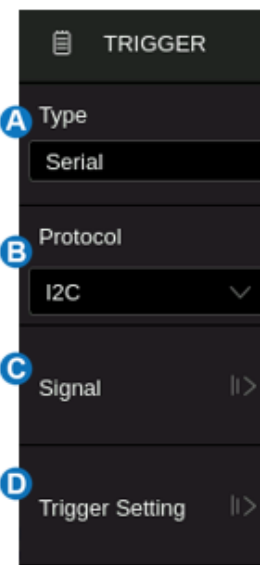 TRIGGER
A
Type
Serial
B
Protocol
I2C
C
Signal
D
Trigger Setting